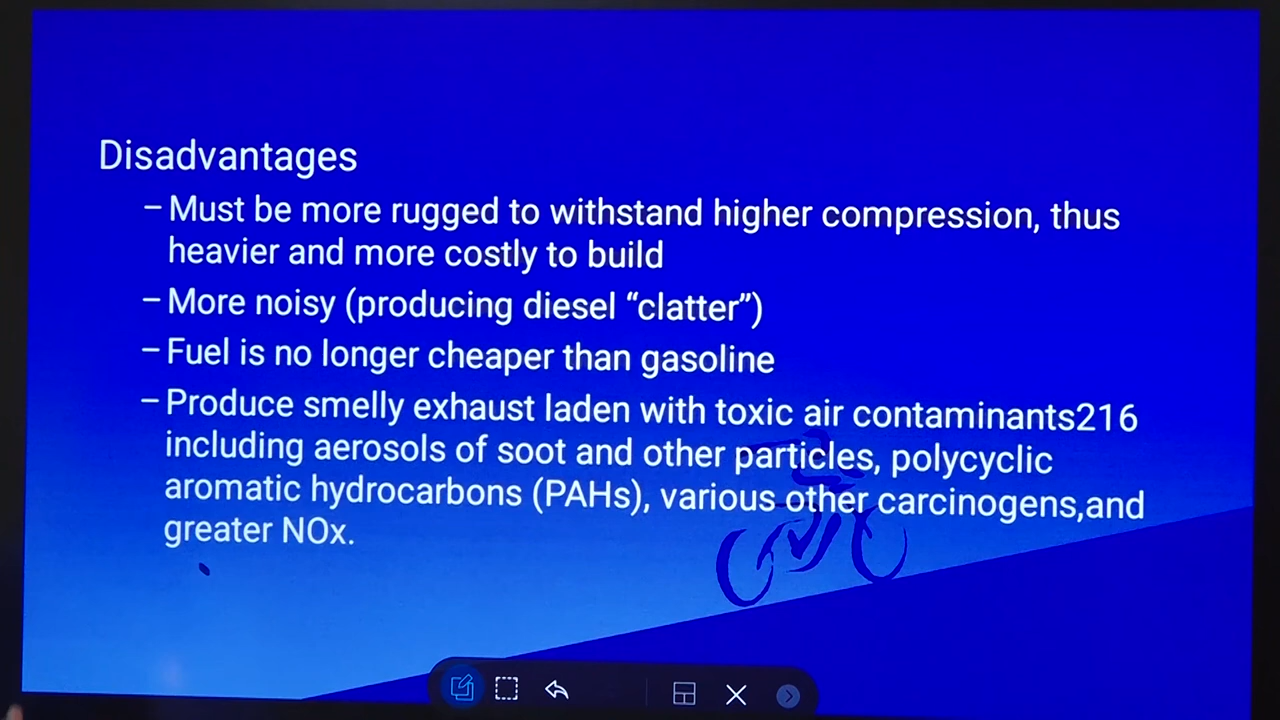 Disadvantages
– Must be more rugged to withstand higher compression, thus
heavier and more costly to build
– More noisy (producing diesel “clatter”)
– Fuel is no longer cheaper than gasoline
– Produce smelly exhaust laden with toxic air contaminants216
including aerosols of soot and other particles, polycyclic
aromatic hydrocarbons (PAHs), various other carcinogens,and
greater NOx.